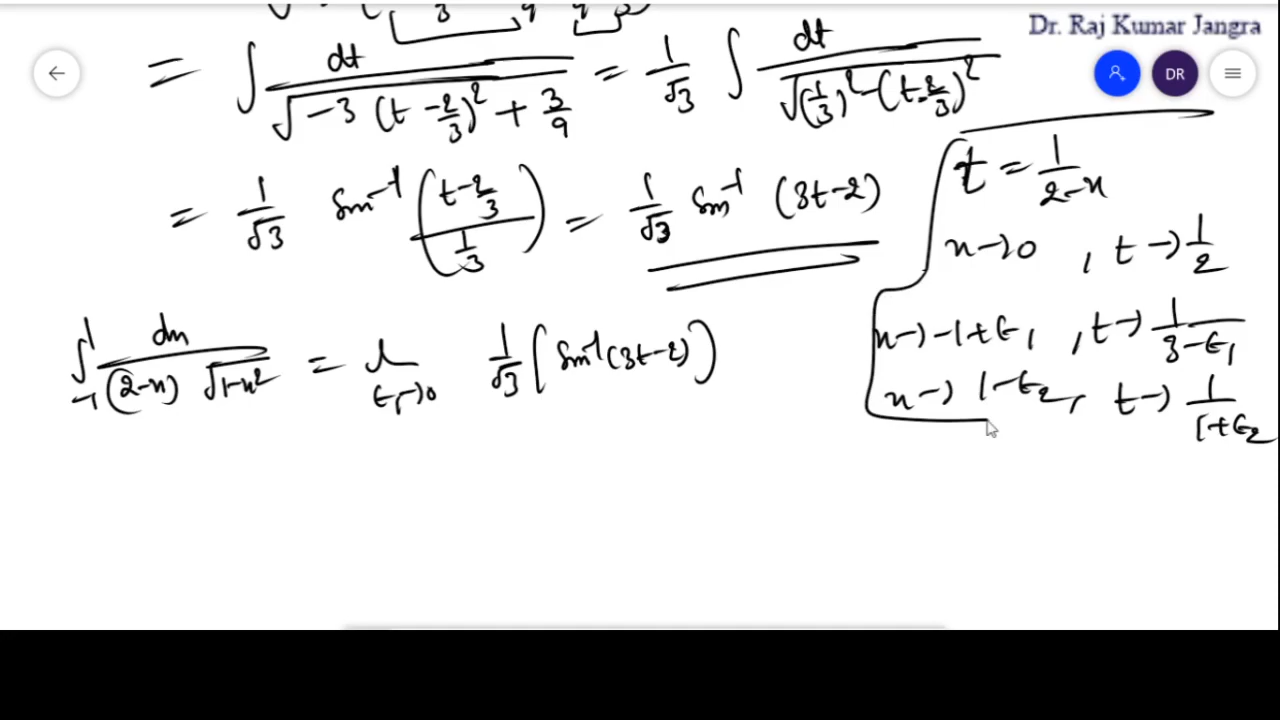 Dr. Raj Kumar Jangra
DR
= ∫ dt / √(-3 (t - 2/3)² + 3/9) = 1/√3 ∫ dt / √((1/3)² - (t - 2/3)²)
= 1/√3 Sin⁻¹ ((t - 2/3) / (1/3)) = 1/√3 Sin⁻¹ (3t-2)
t = 1/(2-x)
x→0 , t→ 1/2
x→ -1+ϵ₁ , t→ 1/(3-ϵ₁)
x→ 1-ϵ₂, t→ 1/(1+ϵ₂)
∫₋₁¹ dx / ((2-x) √(1-x²)) = lt ϵ₁→0 1/√3 (Sin⁻¹(3t-2))